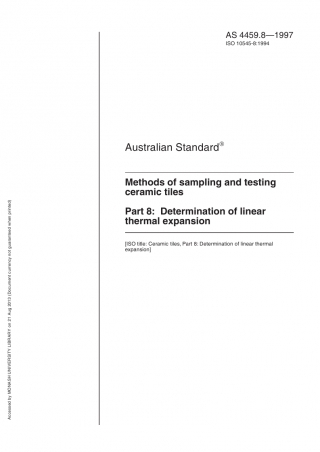 AS 4459.8—1997
ISO 10545-8:1994
Australian Standard®
Methods of sampling and testing
ceramic tiles
Part 8: Determination of linear
thermal expansion
[ISO title: Ceramic tiles, Part 8: Determination of linear thermal
expansion]
Accessed by MONASH UNIVERSITY LIBRARY on 21 Aug 2013 (Document currency not guaranteed when printed)